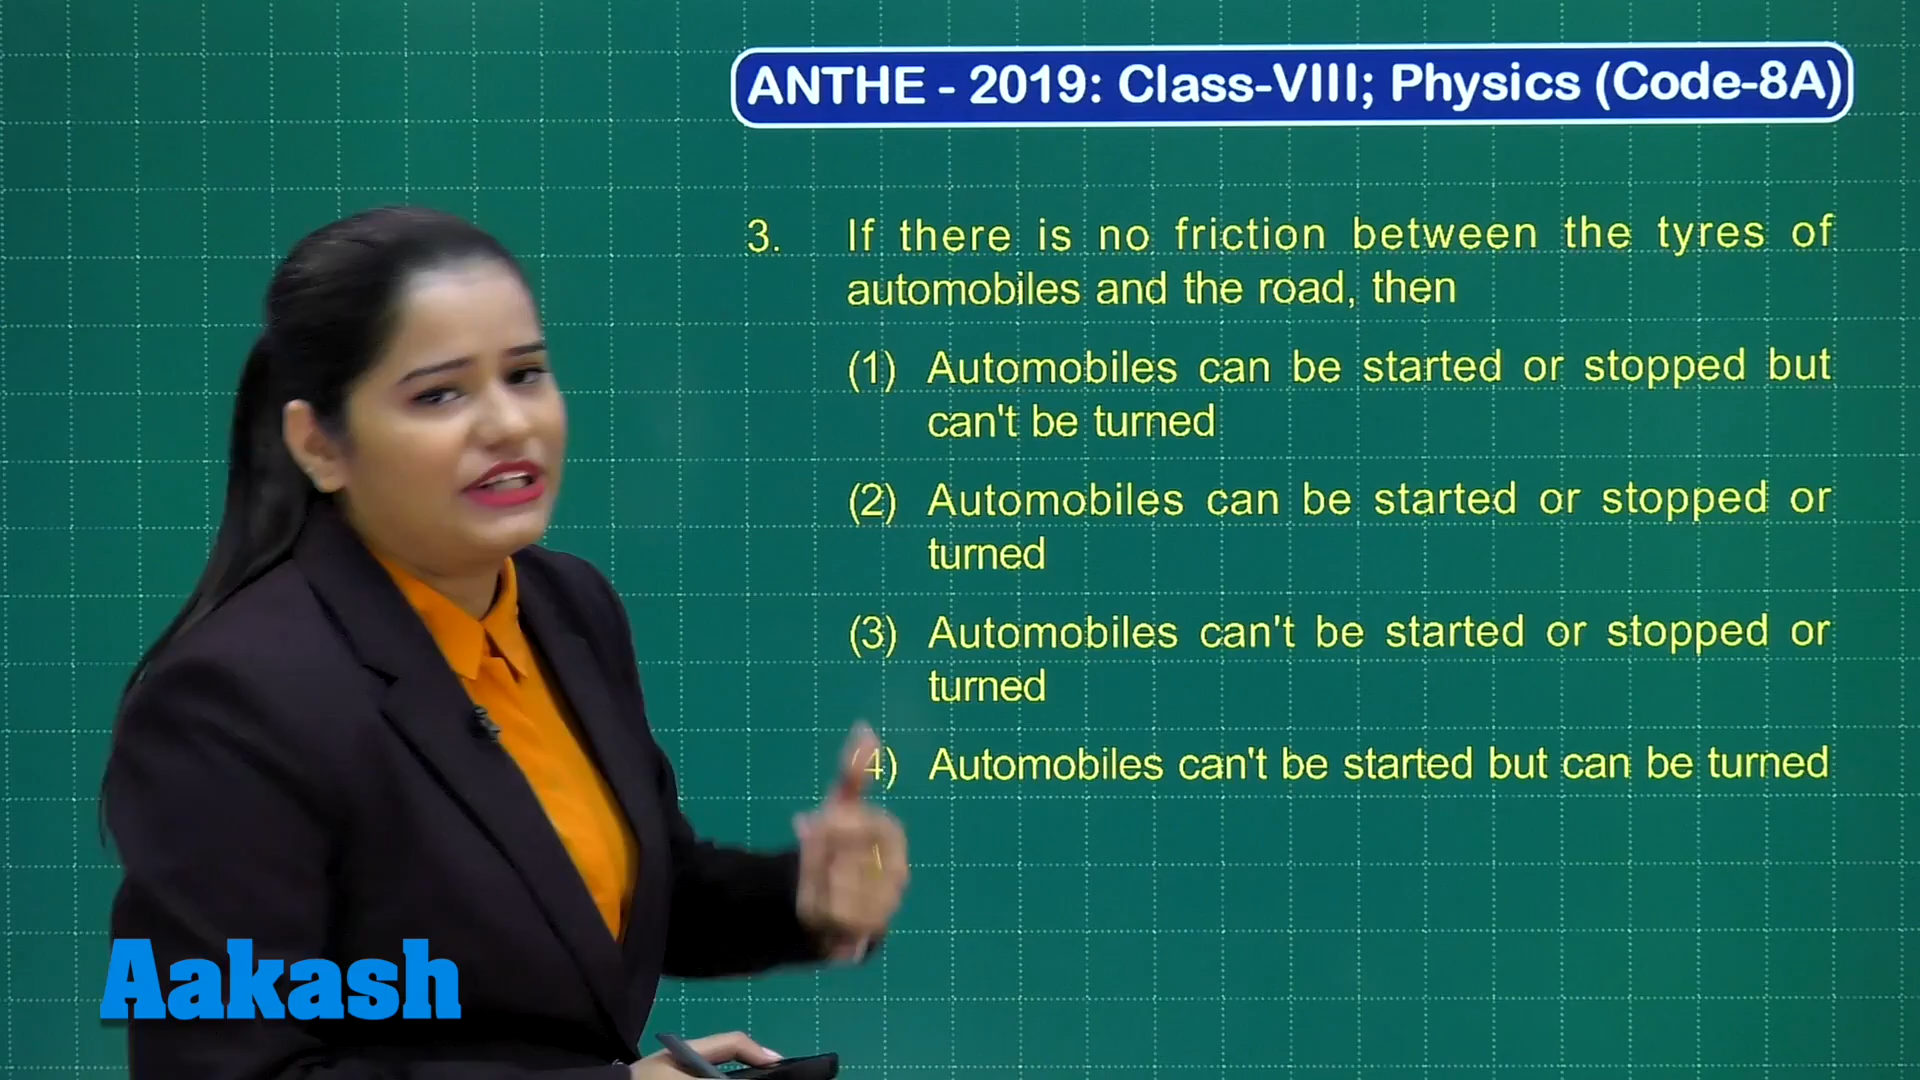 ANTHE - 2019: Class-VIII; Physics (Code-8A)
3. If there is no friction between the tyres of
automobiles and the road, then
(1) Automobiles can be started or stopped but
can't be turned
(2) Automobiles can be started or stopped or
turned
(3) Automobiles can't be started or stopped or
turned
(4) Automobiles can't be started but can be turned
Aakash